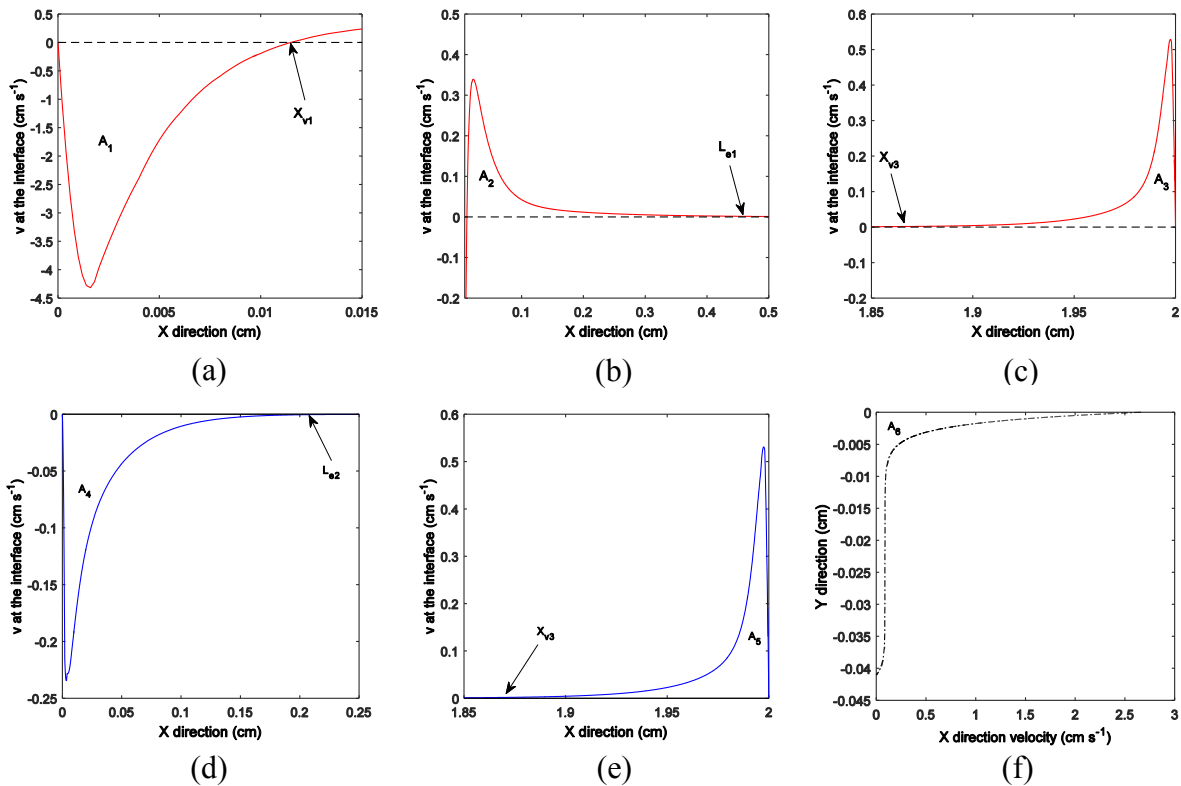 0.5
0
-0.5
-1
-1.5
-2
-2.5
-3
-3.5
-4
-4.5
v at the interface (cm s-1)
A1
Xv1
0 0.005 0.01 0.015
X direction (cm)
(a)
0.6
0.5
0.4
0.3
0.2
0.1
0
-0.1
-0.2
v at the interface (cm s-1)
A2
Le1
0.1 0.2 0.3 0.4 0.5
X direction (cm)
(b)
0.6
0.5
0.4
0.3
0.2
0.1
0
-0.1
-0.2
v at the interface (cm s-1)
Xv3
A3
1.85 1.9 1.95 2
X direction (cm)
(c)
0
-0.05
-0.1
-0.15
-0.2
-0.25
v at the interface (cm s-1)
A4
Le2
0 0.05 0.1 0.15 0.2 0.25
X direction (cm)
(d)
0.6
0.5
0.4
0.3
0.2
0.1
0
v at the interface (cm s-1)
Xv3
A5
1.85 1.9 1.95 2
X direction (cm)
(e)
0
-0.005
-0.01
-0.015
-0.02
-0.025
-0.03
-0.035
-0.04
-0.045
Y direction (cm)
A6
0 0.5 1 1.5 2 2.5 3
X direction velocity (cm s-1)
(f)